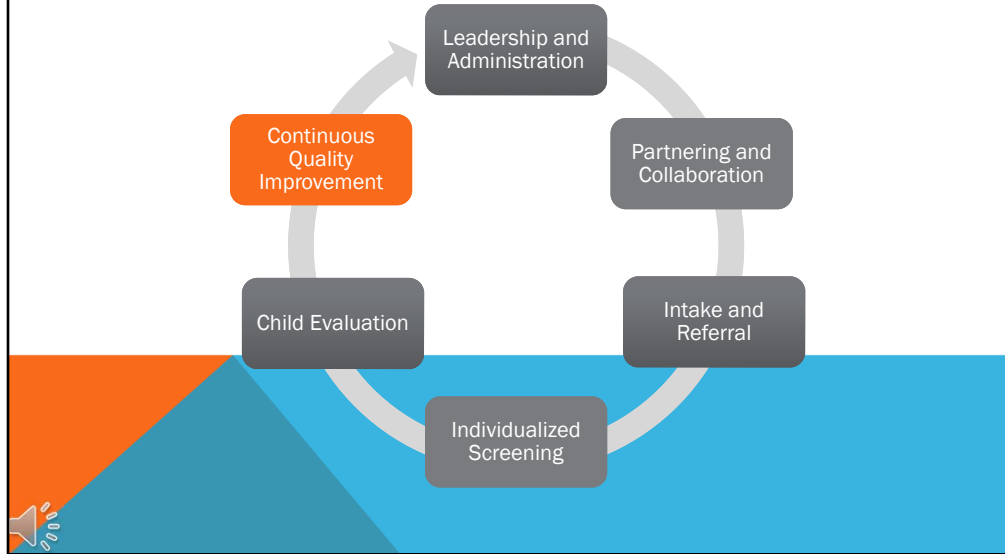 Leadership and
Administration
Partnering and
Collaboration
Intake and
Referral
Individualized
Screening
Child Evaluation
Continuous
Quality
Improvement